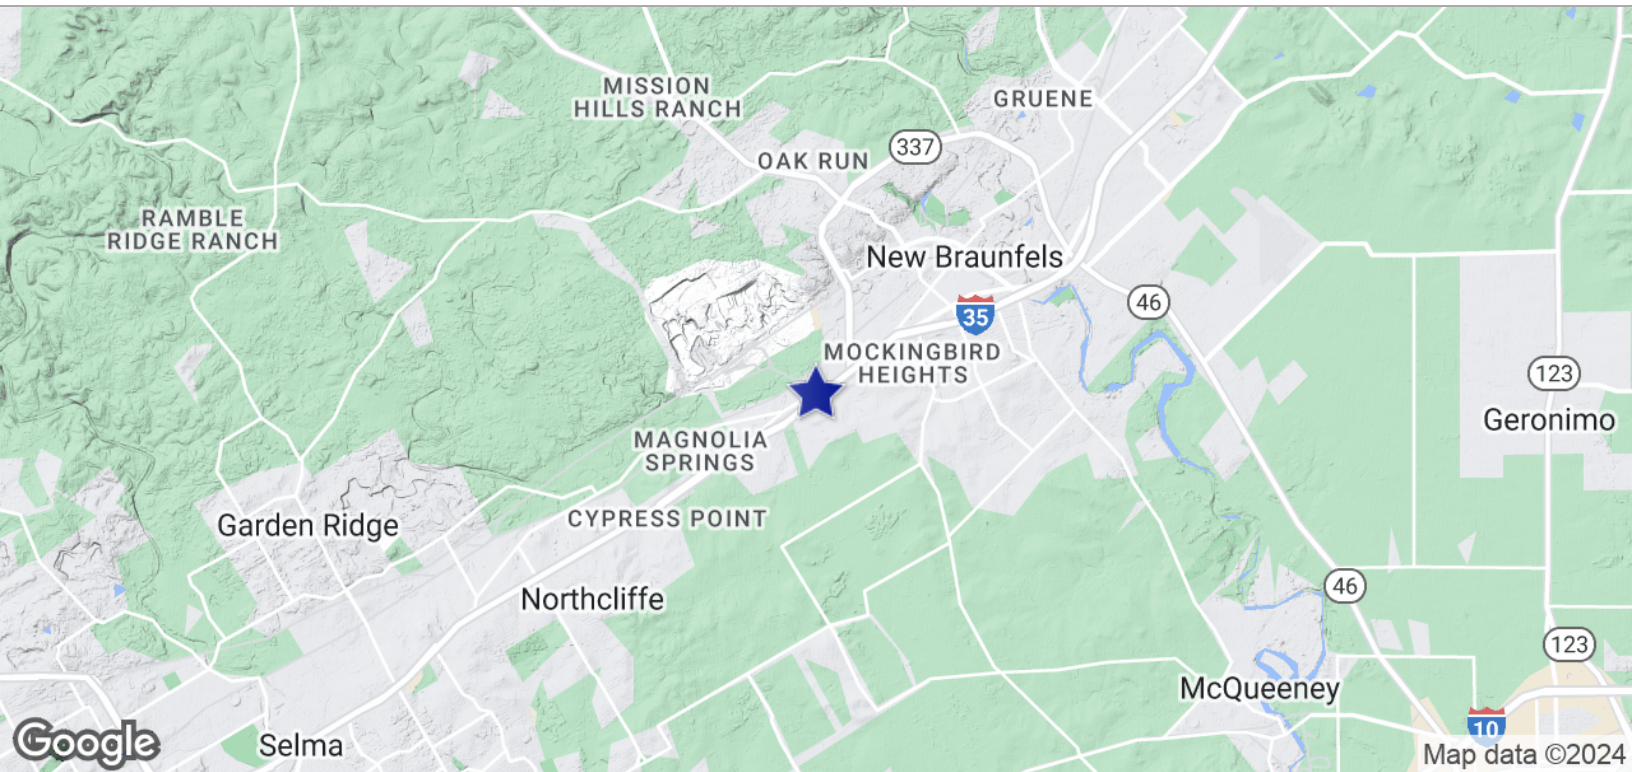 MISSION
HILLS RANCH
GRUENE
337
OAK RUN
RAMBLE
RIDGE RANCH
New Braunfels
46
35
MOCKINGBIRD
HEIGHTS
123
Geronimo
MAGNOLIA
SPRINGS
CYPRESS POINT
Garden Ridge
46
Northcliffe
123
McQueeney
10
Google
Selma
Map data ©2024